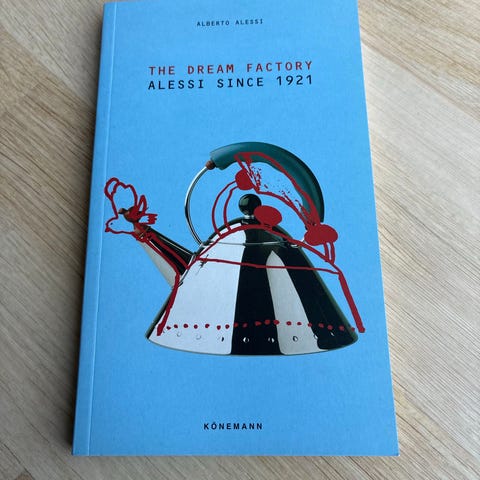 ALBERTO ALESSI
THE DREAM FACTORY
ALESSI SINCE 1921
KÖNEMANN